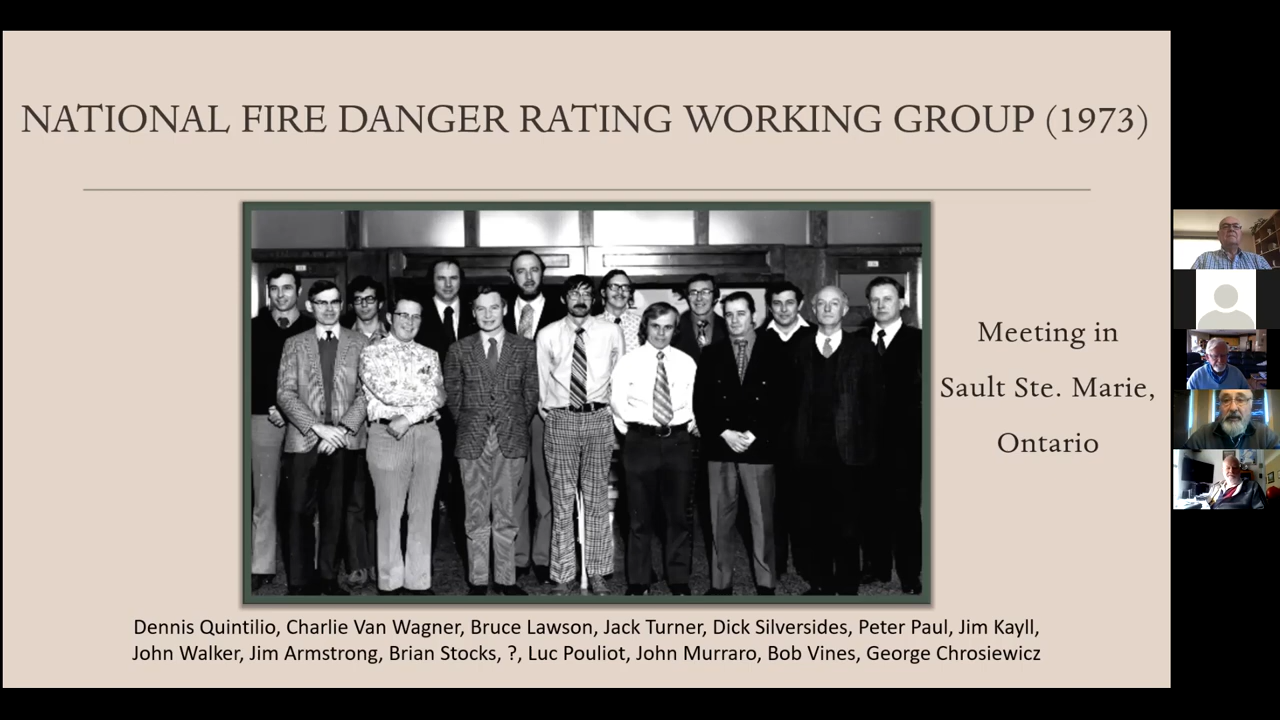 NATIONAL FIRE DANGER RATING WORKING GROUP (1973)
Meeting in
Sault Ste. Marie,
Ontario
Dennis Quintilio, Charlie Van Wagner, Bruce Lawson, Jack Turner, Dick Silversides, Peter Paul, Jim Kayll,
John Walker, Jim Armstrong, Brian Stocks, ?, Luc Pouliot, John Murraro, Bob Vines, George Chrosiewicz